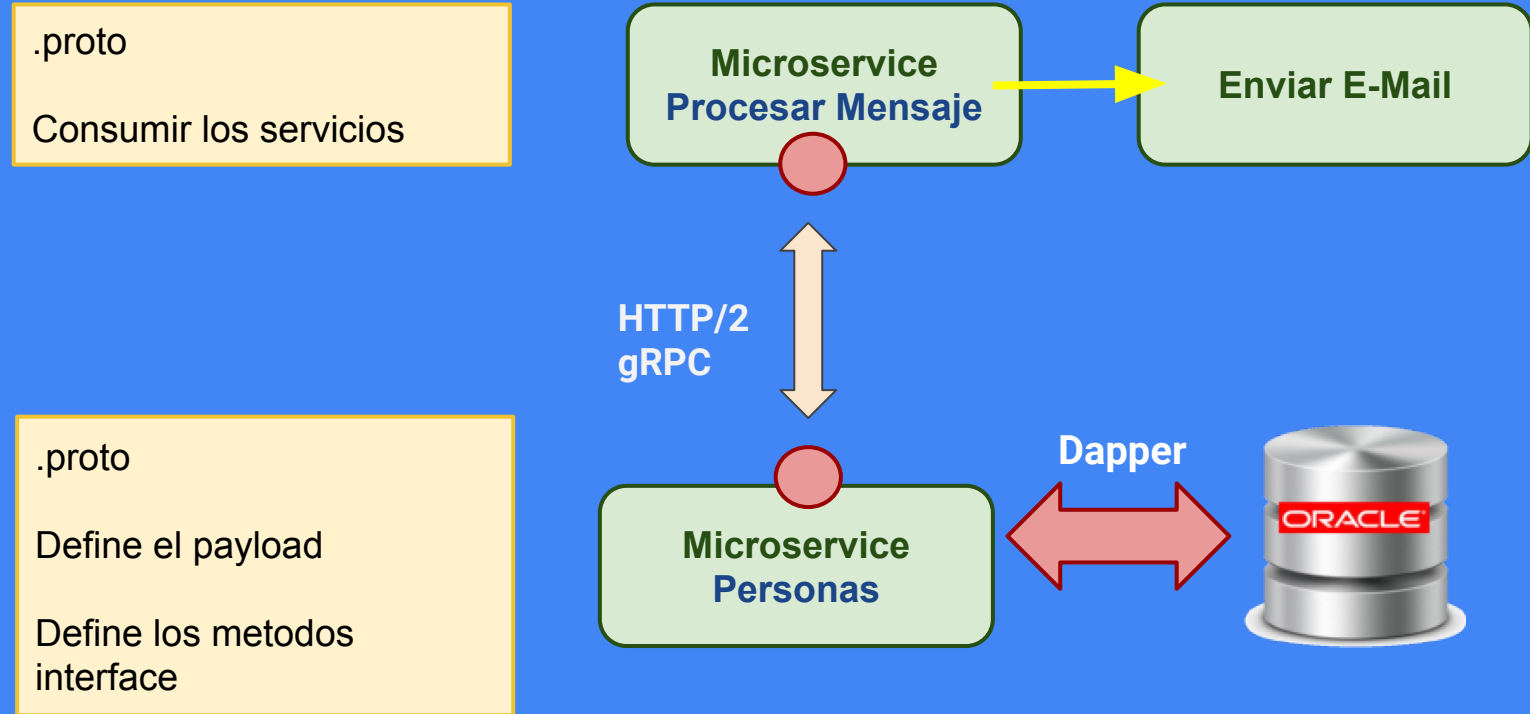 .proto
Consumir los servicios
Microservice
Procesar Mensaje
Enviar E-Mail
HTTP/2
gRPC
.proto
Define el payload
Define los metodos
interface
Microservice
Personas
Dapper
ORACLE